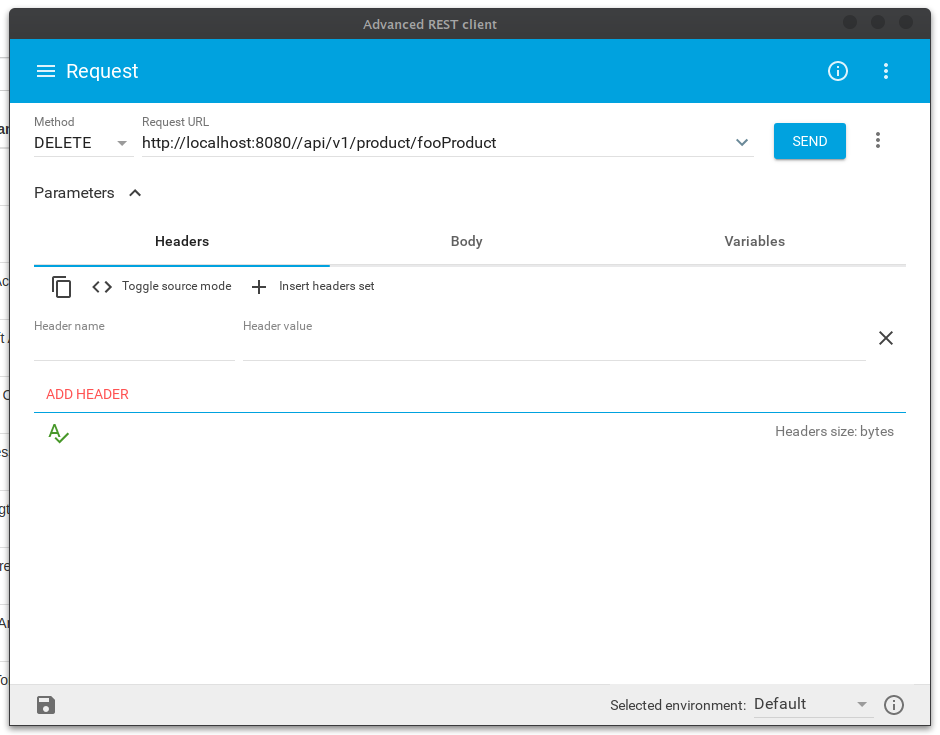 Advanced REST client
Request
Method
Request URL
DELETE
http://localhost:8080//api/v1/product/fooProduct
SEND
Parameters
Headers
Body
Variables
Toggle source mode
Insert headers set
Header name
Header value
ADD HEADER
Headers size: bytes
Selected environment:
Default